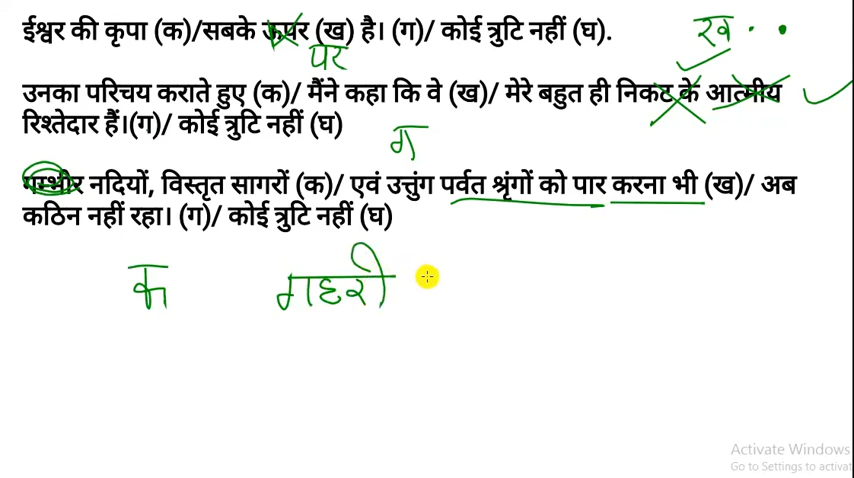 ईश्वर की कृपा (क)/सबके ऊपर (ख) है। (ग)/ कोई त्रुटि नहीं (घ). ख
पर
उनका परिचय कराते हुए (क)/ मैंने कहा कि वे (ख)/ मेरे बहुत ही निकट के आत्मीय
रिश्तेदार हैं।(ग)/ कोई त्रुटि नहीं (घ)
ग
गम्भीर नदियों, विस्तृत सागरों (क)/ एवं उत्तुंग पर्वत श्रृंगों को पार करना भी (ख)/ अब
कठिन नहीं रहा। (ग)/ कोई त्रुटि नहीं (घ)
क गहरी
Activate Windows
Go to Settings to activat